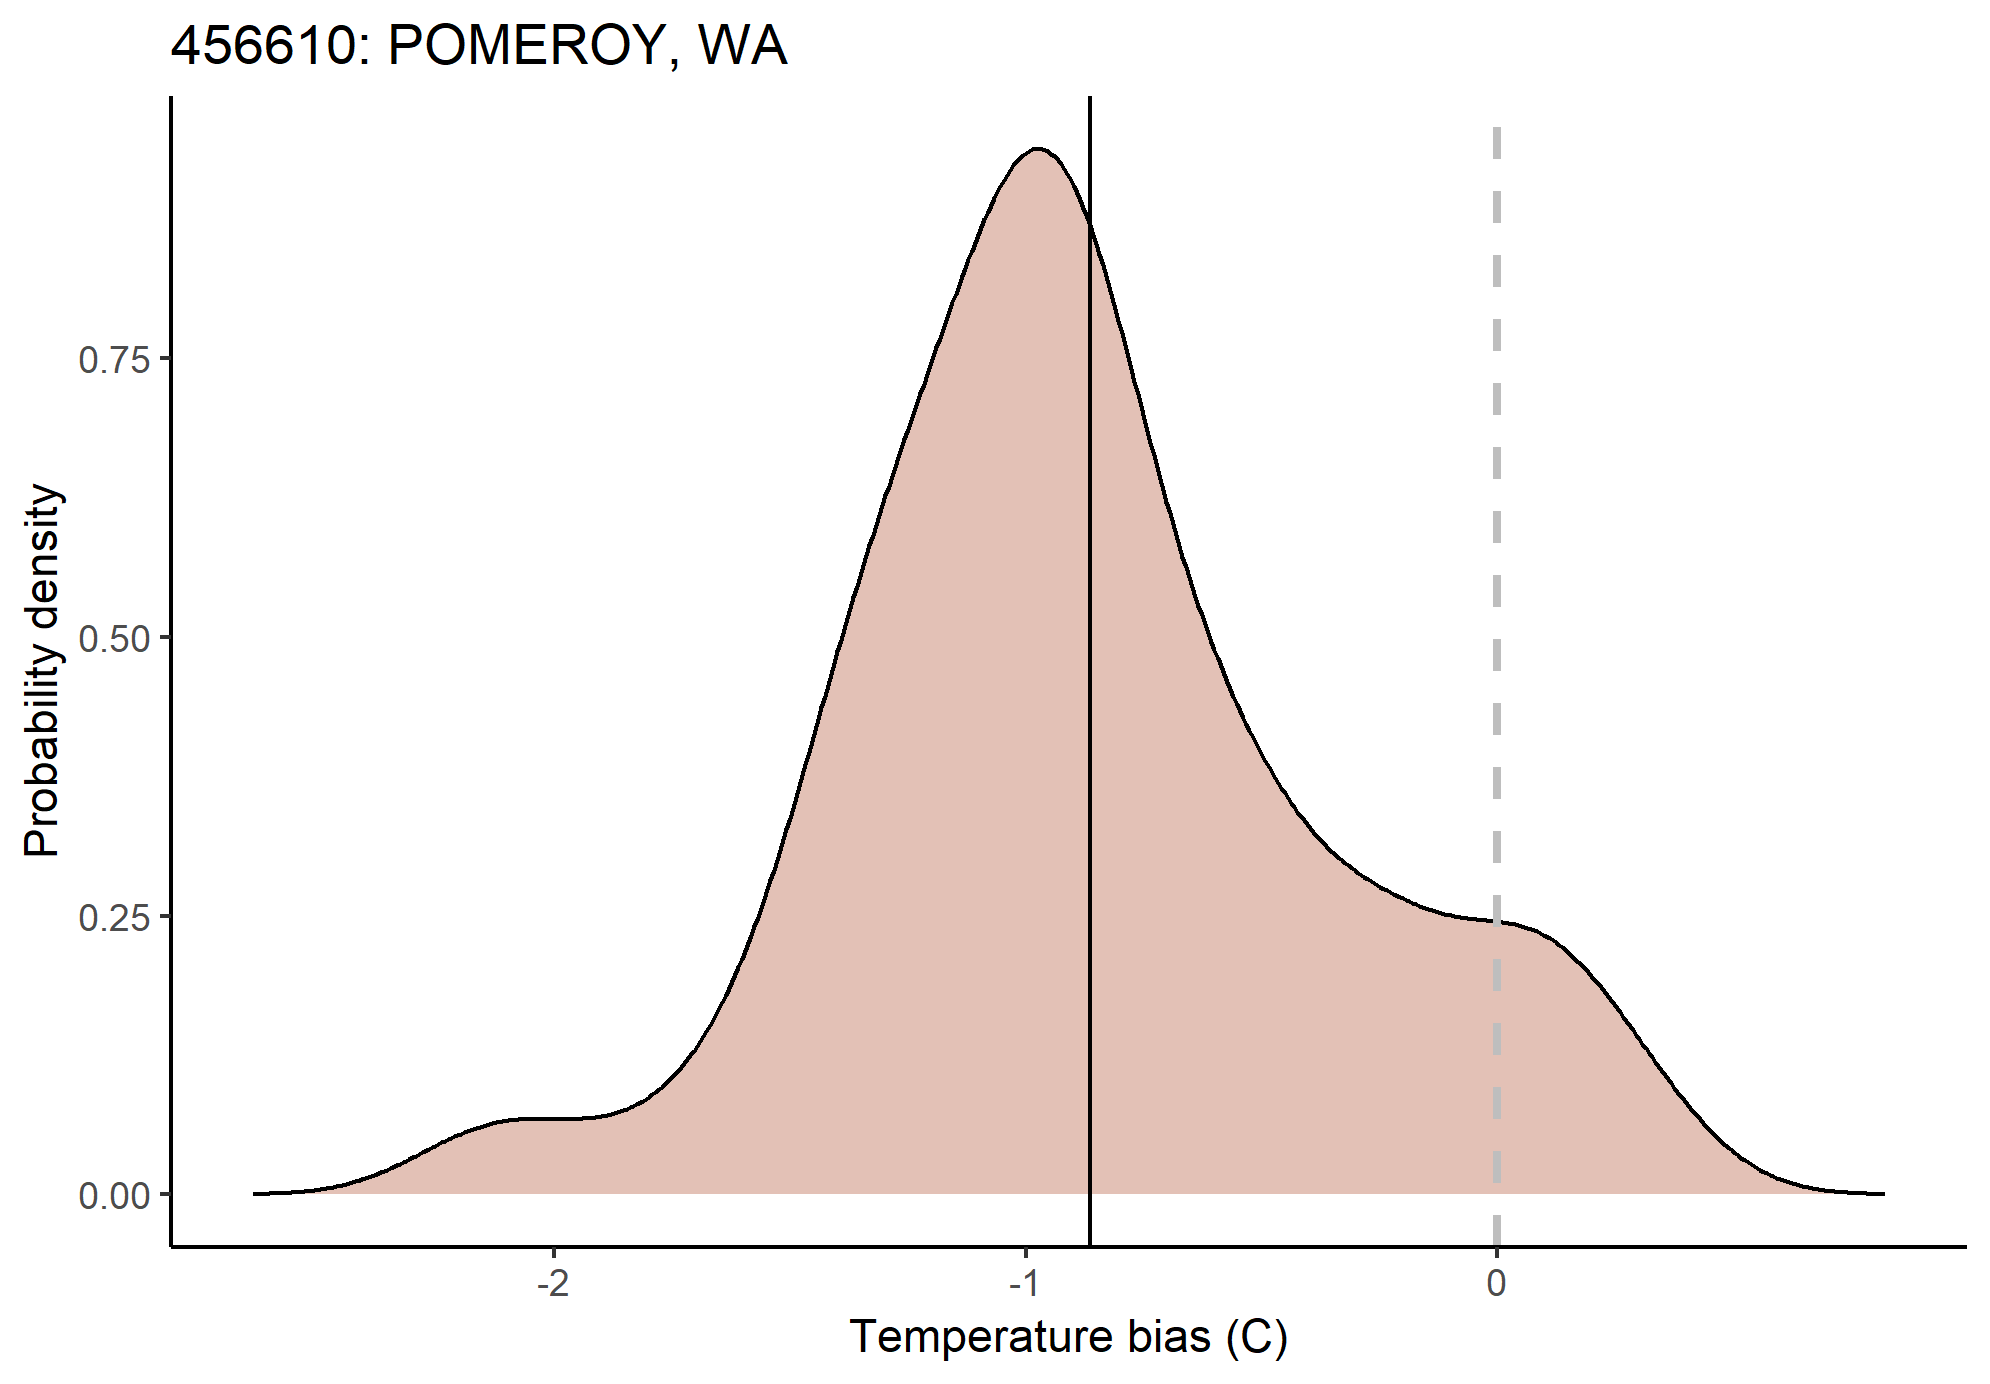 456610: POMEROY, WA
Probability density
0.75
0.50
0.25
0.00
-2
-1
0
Temperature bias (C)